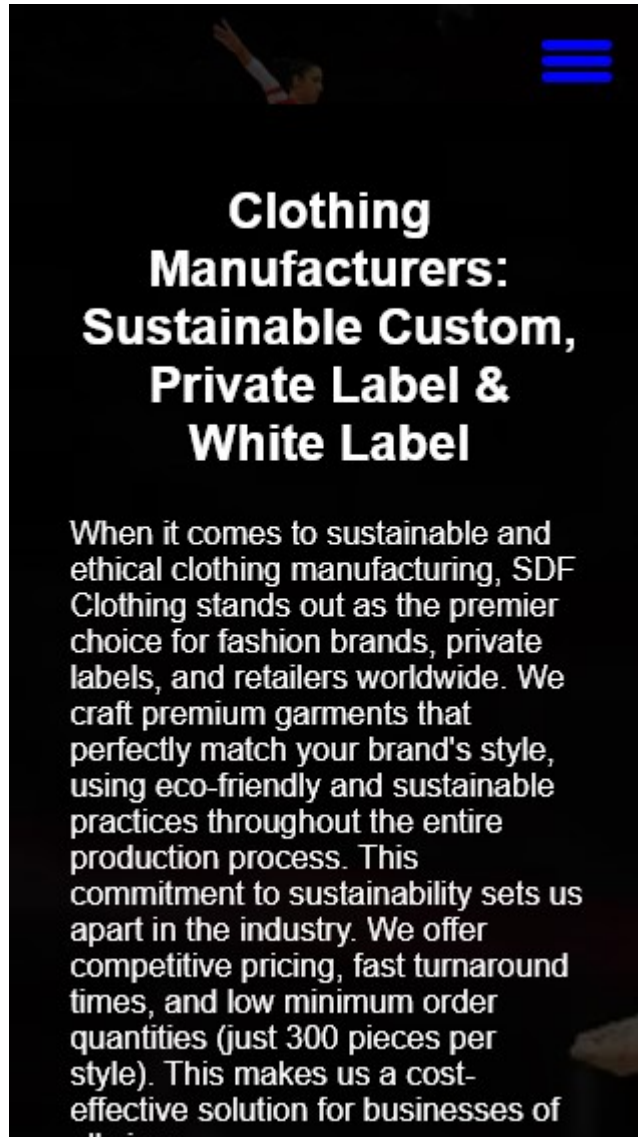 Clothing
Manufacturers:
Sustainable Custom,
Private Label &
White Label
When it comes to sustainable and
ethical clothing manufacturing, SDF
Clothing stands out as the premier
choice for fashion brands, private
labels, and retailers worldwide. We
craft premium garments that
perfectly match your brand's style,
using eco-friendly and sustainable
practices throughout the entire
production process. This
commitment to sustainability sets us
apart in the industry. We offer
competitive pricing, fast turnaround
times, and low minimum order
quantities (just 300 pieces per
style). This makes us a cost-
effective solution for businesses of